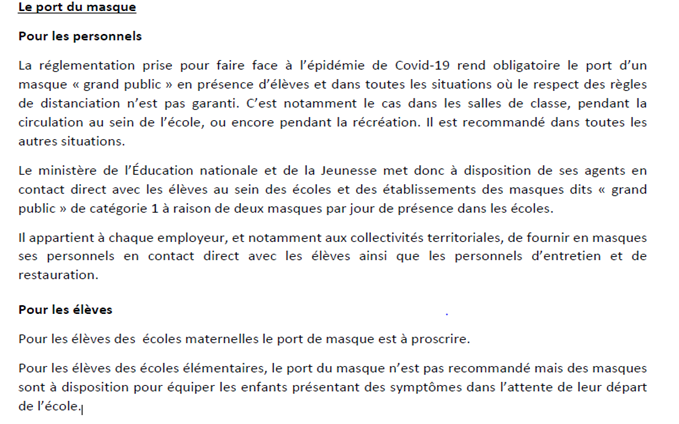 Le port du masque
Pour les personnels
La réglementation prise pour faire face à l'épidémie de Covid-19 rend obligatoire le port d'un
masque « grand public » en présence d'élèves et dans toutes les situations où le respect des règles
de distanciation n'est pas garanti. C'est notamment le cas dans les salles de classe, pendant la
circulation au sein de l'école, ou encore pendant la récréation. Il est recommandé dans toutes les
autres situations.
Le ministère de l'Éducation nationale et de la Jeunesse met donc à disposition de ses agents en
contact direct avec les élèves au sein des écoles et des établissements des masques dits « grand
public » de catégorie 1 à raison de deux masques par jour de présence dans les écoles.
Il appartient à chaque employeur, et notamment aux collectivités territoriales, de fournir en masques
ses personnels en contact direct avec les élèves ainsi que les personnels d'entretien et de
restauration.
Pour les élèves
Pour les élèves des écoles maternelles le port de masque est à proscrire.
Pour les élèves des écoles élémentaires, le port du masque n'est pas recommandé mais des masques
sont à disposition pour équiper les enfants présentant des symptômes dans l'attente de leur départ
de l'école.